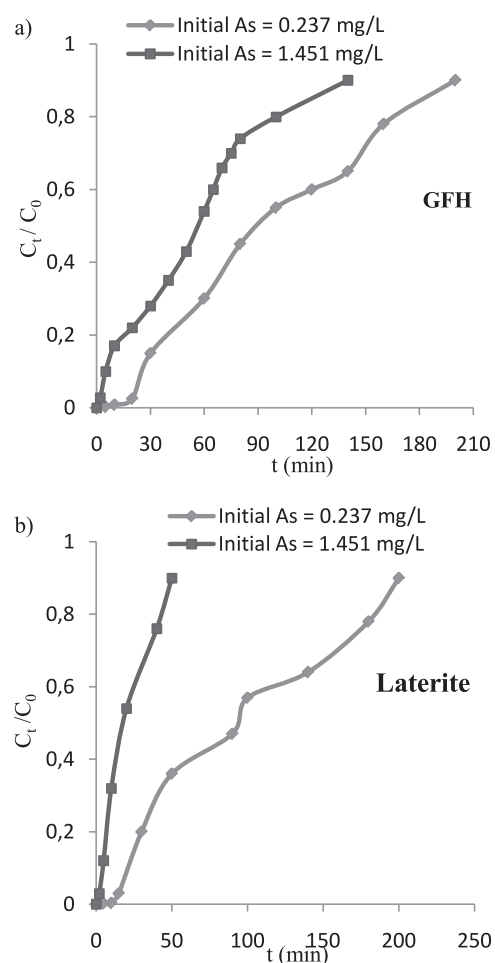 a)
Initial As = 0.237 mg/L
Initial As = 1.451 mg/L
1
0,8
0,6
0,4
0,2
0
Ct / C0
GFH
0 30 60 90 120 150 180 210
t (min)
b)
Initial As = 0.237 mg/L
Initial As = 1.451 mg/L
1
0,8
0,6
0,4
0,2
0
Ct /C0
Laterite
0 50 100 150 200 250
t (min)